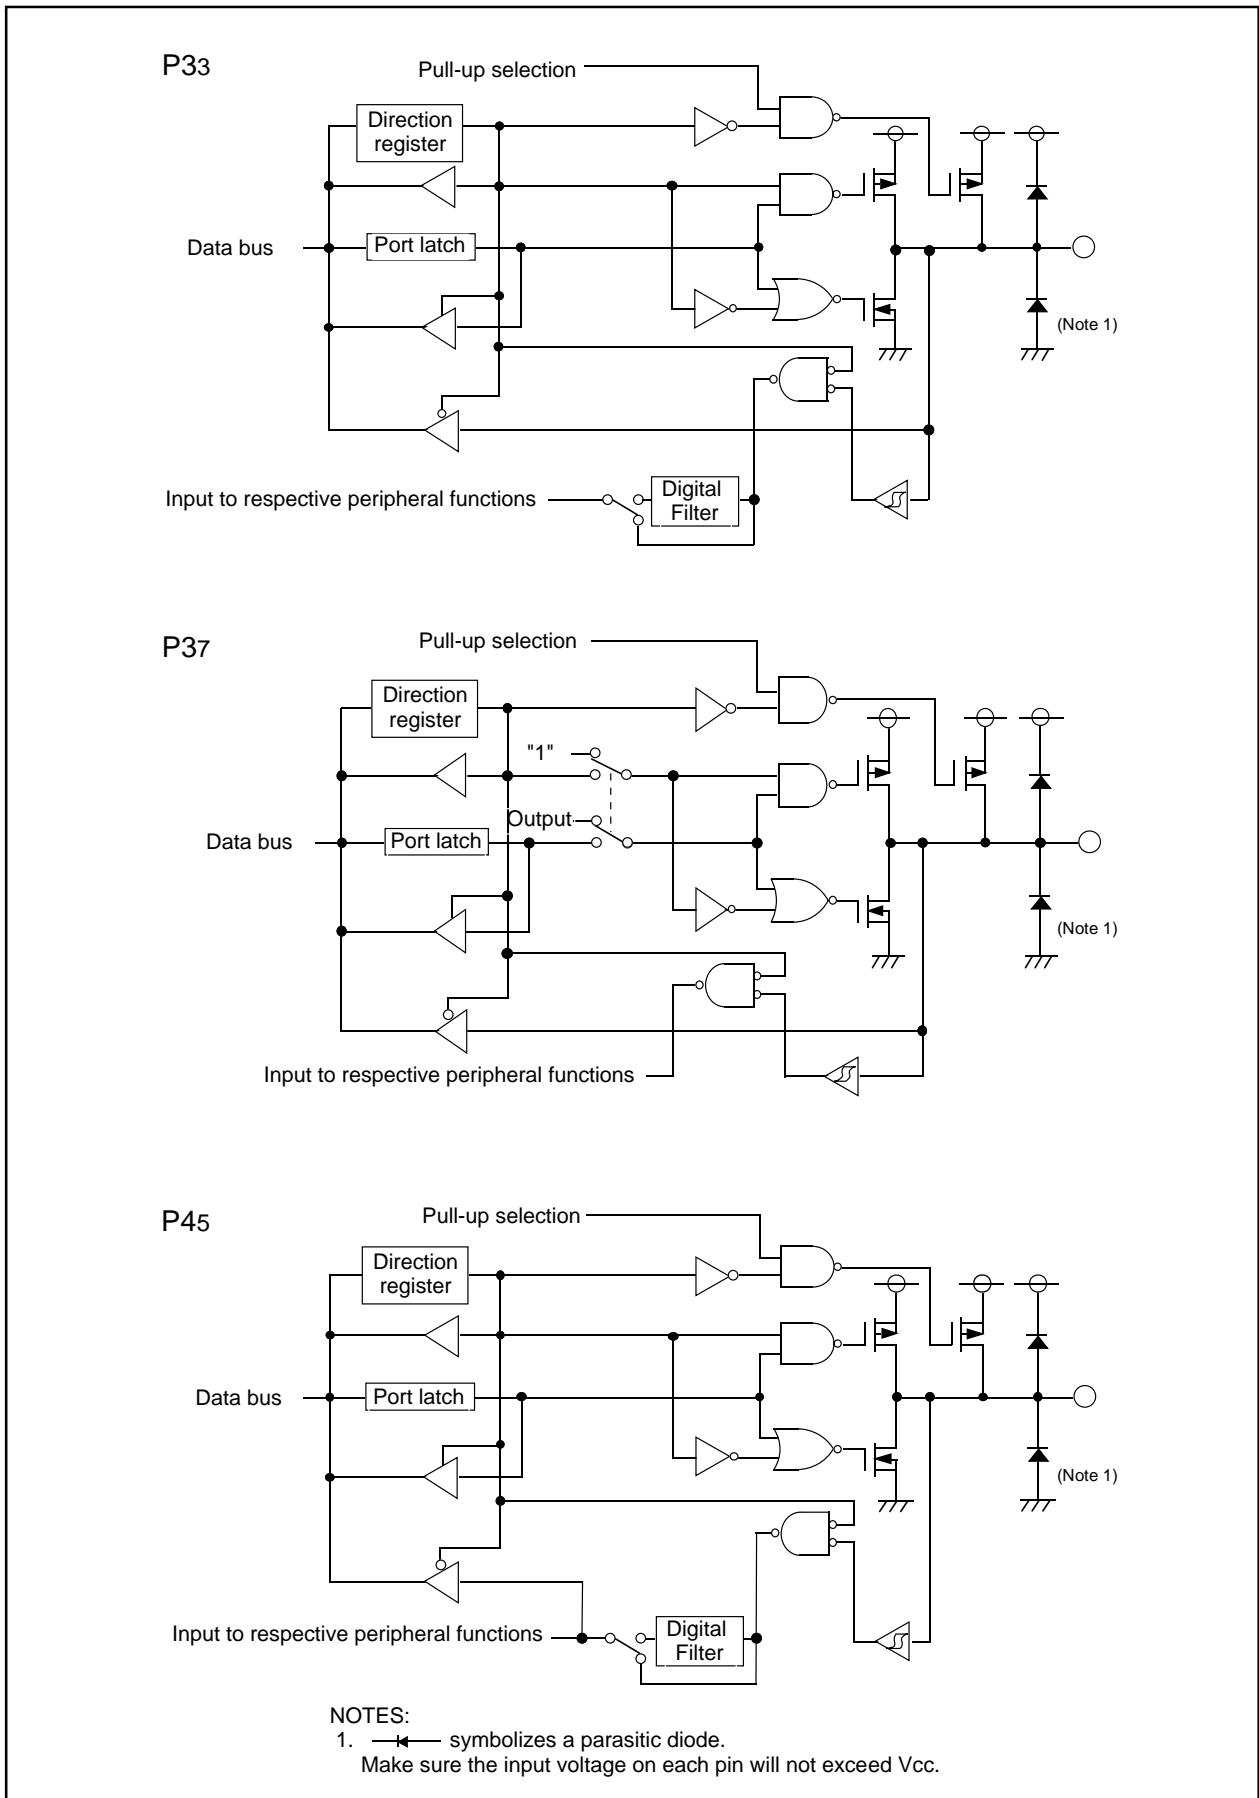 P33
Pull-up selection
Direction
register
Data bus
Port latch
(Note 1)
Input to respective peripheral functions
Digital
Filter
P37
Pull-up selection
Direction
register
"1"
Output
Data bus
Port latch
(Note 1)
Input to respective peripheral functions
P45
Pull-up selection
Direction
register
Data bus
Port latch
(Note 1)
Input to respective peripheral functions
Digital
Filter
NOTES:
1. symbolizes a parasitic diode.
Make sure the input voltage on each pin will not exceed Vcc.